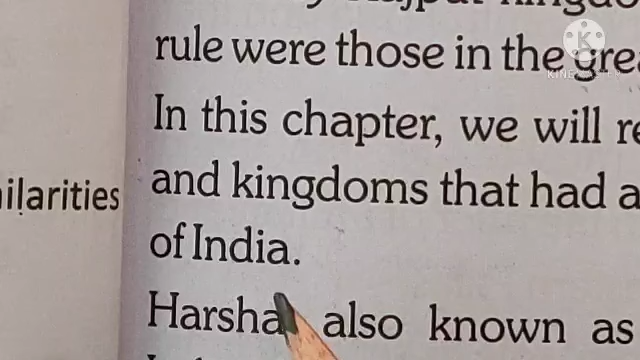 rule were those in the
In this chapter, we will
ilarities and kingdoms that had a
of India.
Harsha also known as